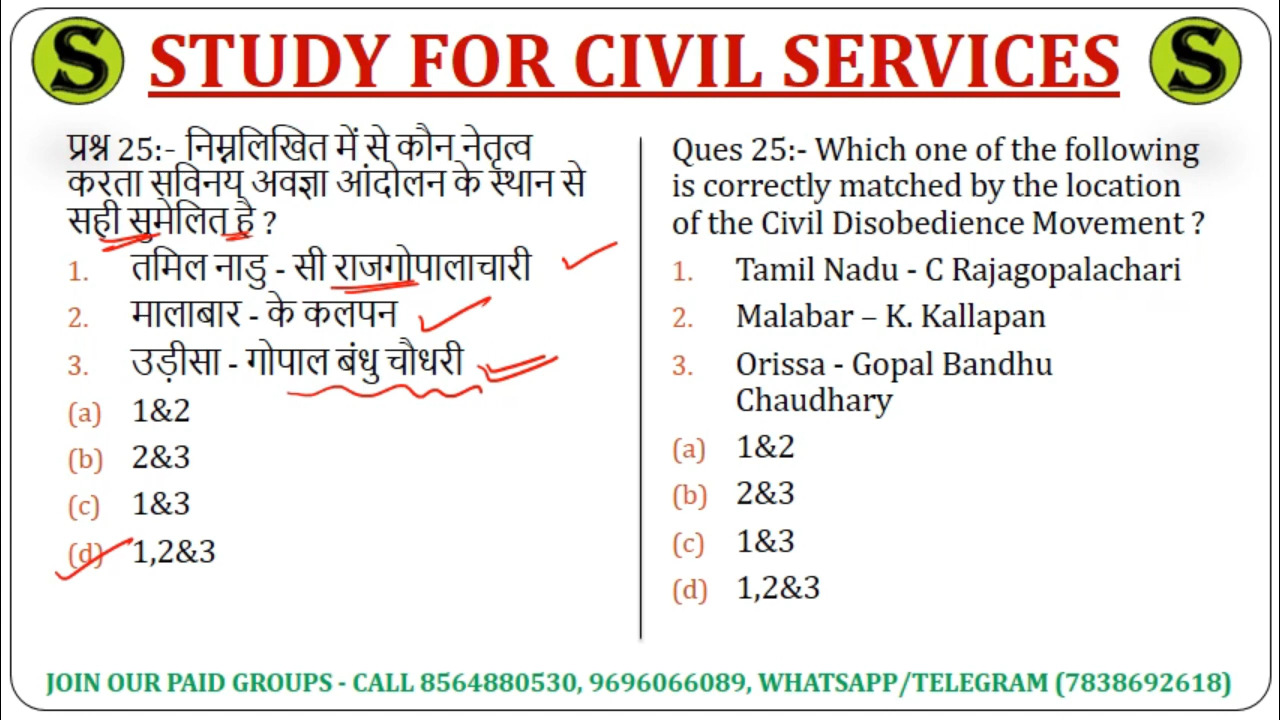 S STUDY FOR CIVIL SERVICES S
प्रश्न 25:- निम्नलिखित में से कौन नेतृत्व
करता सविनय अवज्ञा आंदोलन के स्थान से
सही सुमेलित है ?
1. तमिल नाडु - सी राजगोपालाचारी
2. मालाबार - के कलपन
3. उड़ीसा - गोपाल बंधु चौधरी
(a) 1&2
(b) 2&3
(c) 1&3
(d) 1,2&3
Ques 25:- Which one of the following
is correctly matched by the location
of the Civil Disobedience Movement ?
1. Tamil Nadu - C Rajagopalachari
2. Malabar – K. Kallapan
3. Orissa - Gopal Bandhu
Chaudhary
(a) 1&2
(b) 2&3
(c) 1&3
(d) 1,2&3
JOIN OUR PAID GROUPS - CALL 8564880530, 9696066089, WHATSAPP/TELEGRAM (7838692618)